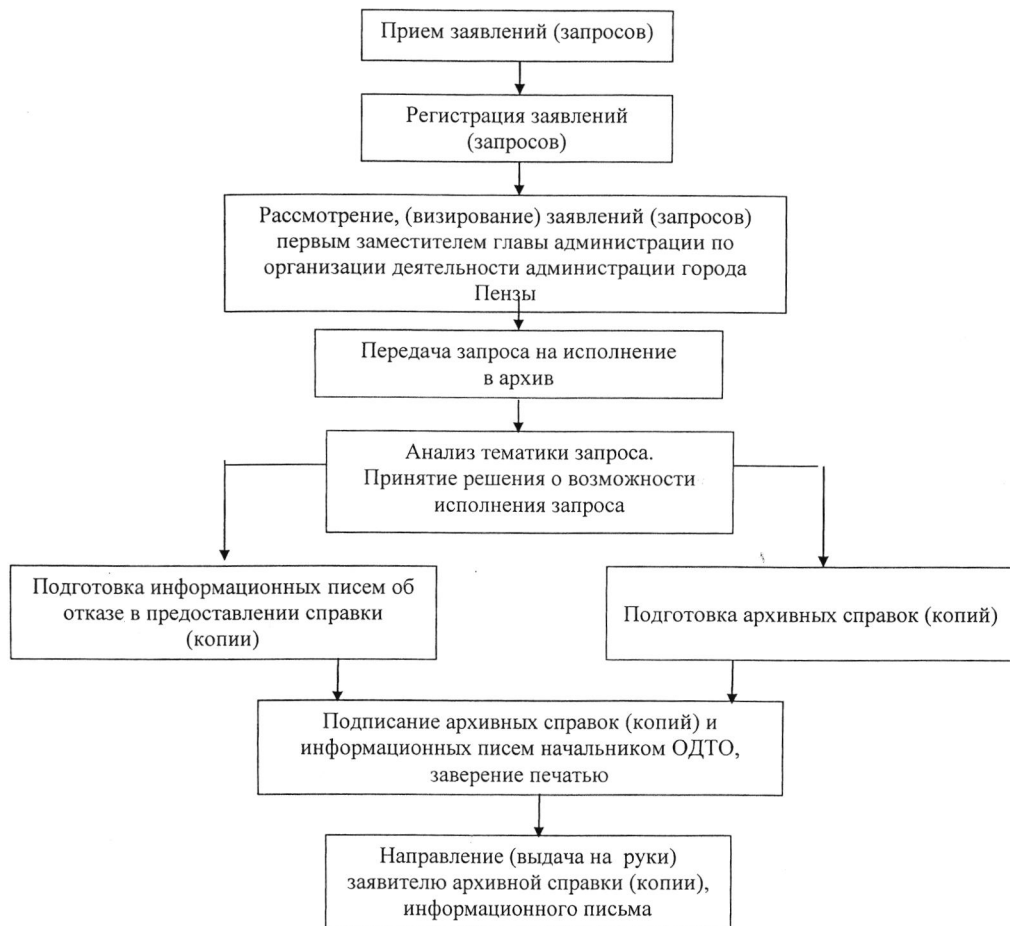 Прием заявлений (запросов)
Регистрация заявлений
(запросов)
Рассмотрение, (визирование) заявлений (запросов)
первым заместителем главы администрации по
организации деятельности администрации города
Пензы
Передача запроса на исполнение
в архив
Анализ тематики запроса.
Принятие решения о возможности
исполнения запроса
Подготовка информационных писем об
отказе в предоставлении справки
(копии)
Подготовка архивных справок (копий)
Подписание архивных справок (копий) и
информационных писем начальником ОДТО,
заверение печатью
Направление (выдача на руки)
заявителю архивной справки (копии),
информационного письма